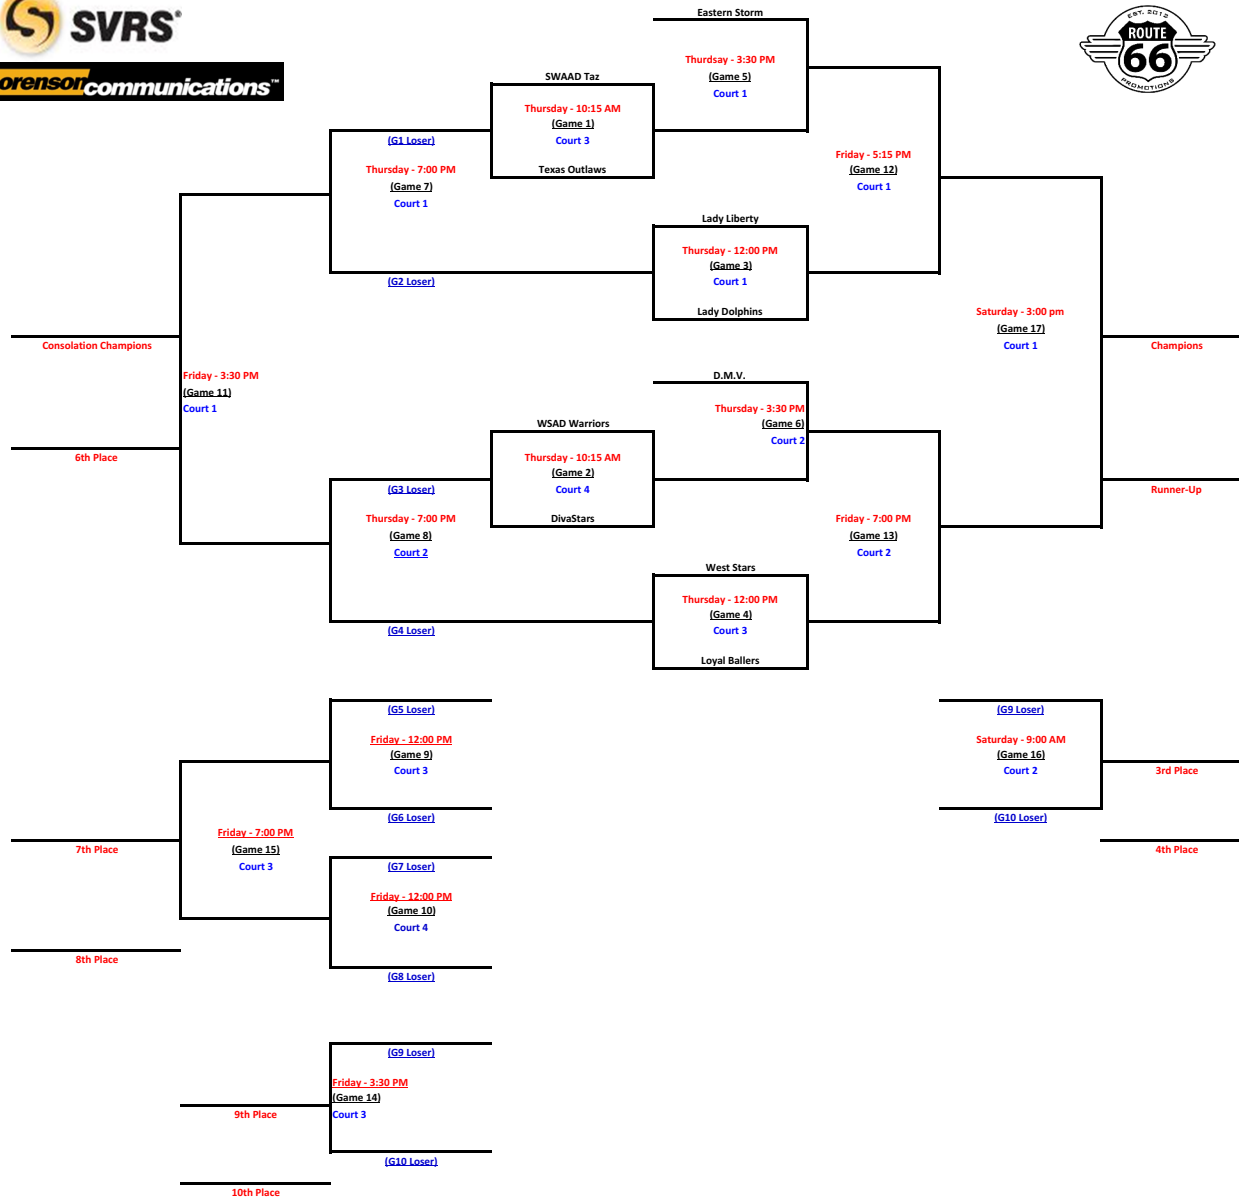 SVRS®
orenson communications™
EST. 2012
ROUTE
66
PROMOTIONS
Eastern Storm
Thurdsay - 3:30 PM
(Game 5)
Court 1
SWAAD Taz
Thursday - 10:15 AM
(Game 1)
Court 3
Texas Outlaws
(G1 Loser)
Thursday - 7:00 PM
(Game 7)
Court 1
(G2 Loser)
Friday - 5:15 PM
(Game 12)
Court 1
Lady Liberty
Thursday - 12:00 PM
(Game 3)
Court 1
Lady Dolphins
Saturday - 3:00 pm
(Game 17)
Court 1
Consolation Champions
Champions
Friday - 3:30 PM
(Game 11)
Court 1
6th Place
D.M.V.
Thursday - 3:30 PM
(Game 6)
Court 2
WSAD Warriors
Thursday - 10:15 AM
(Game 2)
Court 4
DivaStars
(G3 Loser)
Thursday - 7:00 PM
(Game 8)
Court 2
(G4 Loser)
Runner-Up
Friday - 7:00 PM
(Game 13)
Court 2
West Stars
Thursday - 12:00 PM
(Game 4)
Court 3
Loyal Ballers
(G5 Loser)
Friday - 12:00 PM
(Game 9)
Court 3
(G6 Loser)
(G9 Loser)
Saturday - 9:00 AM
(Game 16)
Court 2
(G10 Loser)
3rd Place
4th Place
Friday - 7:00 PM
(Game 15)
Court 3
7th Place
8th Place
(G7 Loser)
Friday - 12:00 PM
(Game 10)
Court 4
(G8 Loser)
(G9 Loser)
Friday - 3:30 PM
(Game 14)
Court 3
(G10 Loser)
9th Place
10th Place